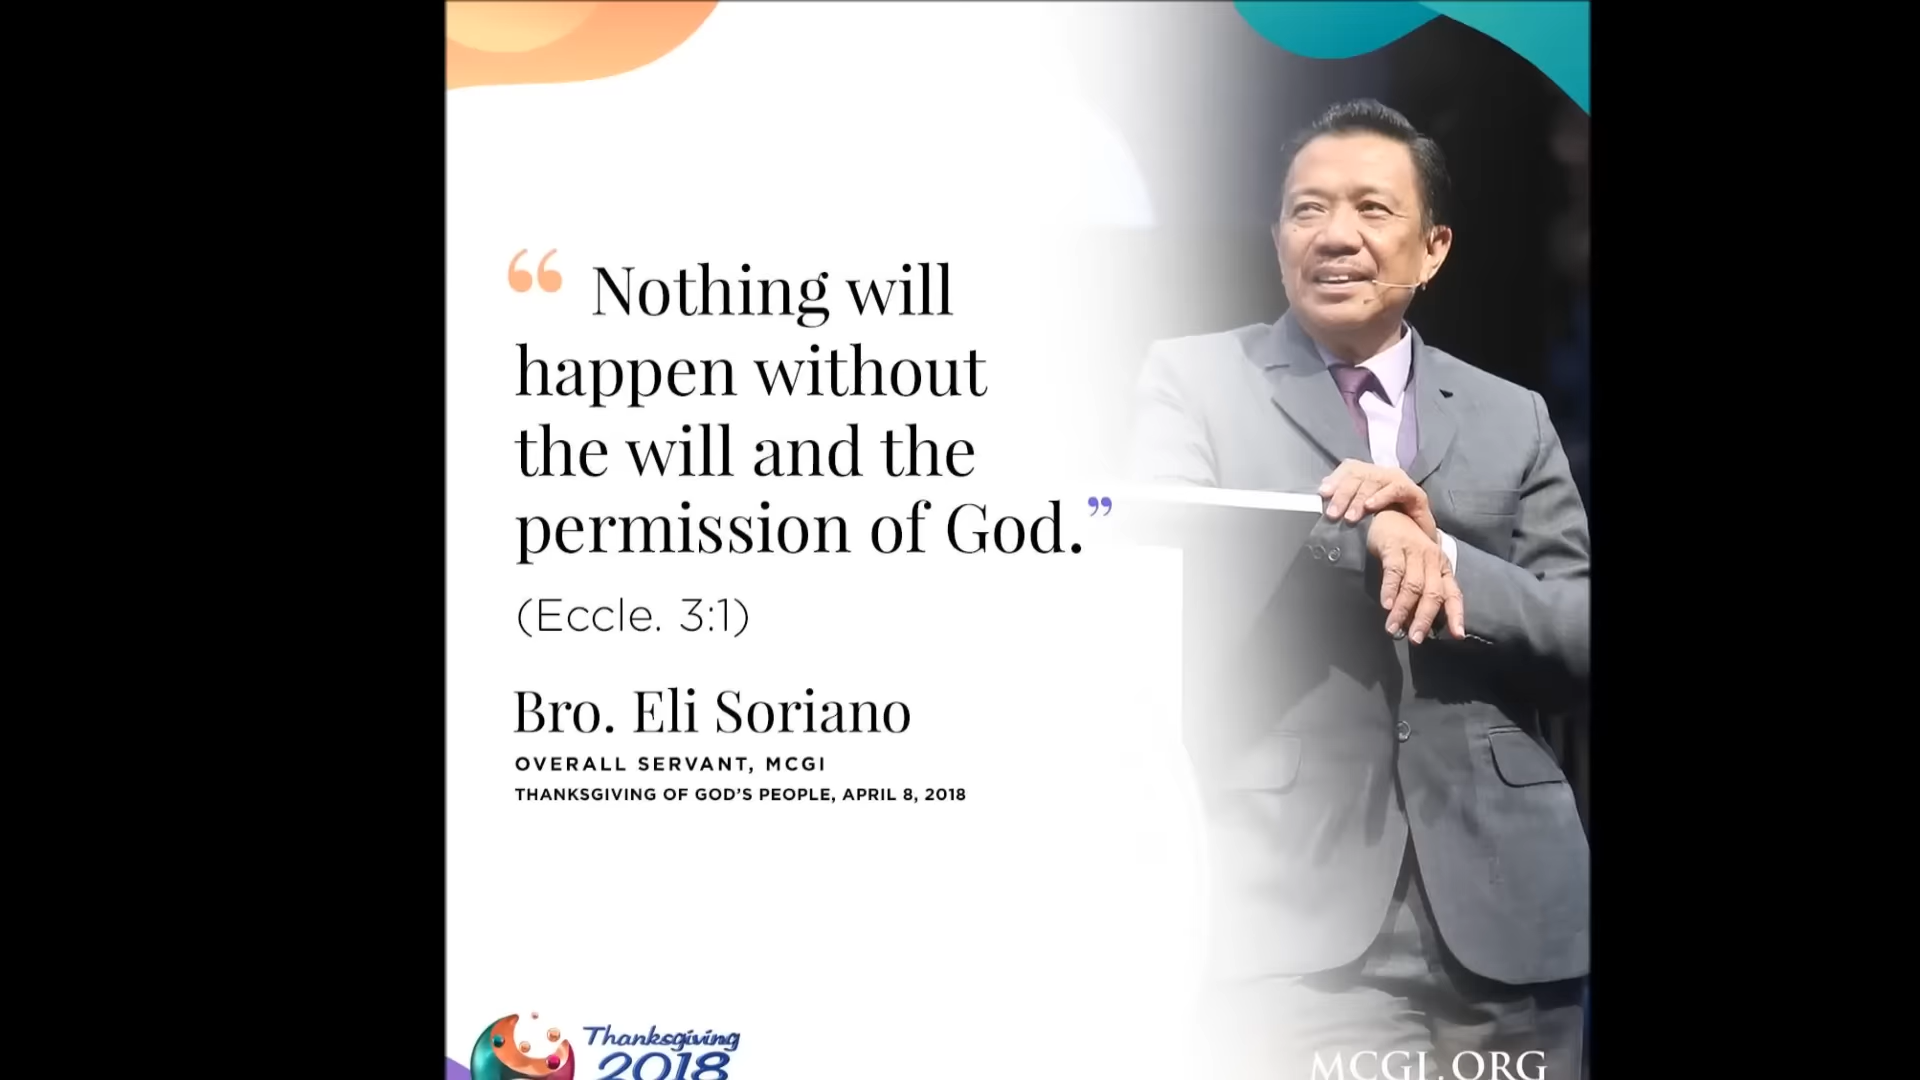 “ Nothing will
happen without
the will and the
permission of God.”
(Eccle. 3:1)
Bro. Eli Soriano
OVERALL SERVANT, MCGI
THANKSGIVING OF GOD’S PEOPLE, APRIL 8, 2018
Thanksgiving
2018
MCGI.ORG